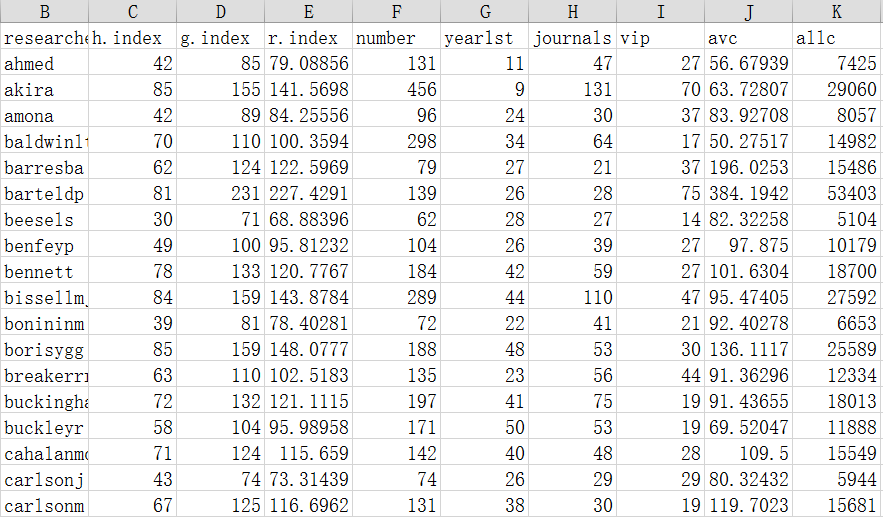 B C D E F G H I J K
researche h.index g.index r.index number yearlst journals vip avc allc
ahmed 42 85 79.08856 131 11 47 27 56.67939 7425
akira 85 155 141.5698 456 9 131 70 63.72807 29060
amona 42 89 84.25556 96 24 30 37 83.92708 8057
baldwinlt 70 110 100.3594 298 34 64 17 50.27517 14982
barresba 62 124 122.5969 79 27 21 37 196.0253 15486
barteldp 81 231 227.4291 139 26 28 75 384.1942 53403
beesels 30 71 68.88396 62 28 27 14 82.32258 5104
benfeyp 49 100 95.81232 104 26 39 27 97.875 10179
bennett 78 133 120.7767 184 42 59 27 101.6304 18700
bissellm 84 159 143.8784 289 44 110 47 95.47405 27592
bonininm 39 81 78.40281 72 22 41 21 92.40278 6653
borisygg 85 159 148.0777 188 48 53 30 136.1117 25589
breakerr 63 110 102.5183 135 23 56 44 91.36296 12334
buckingha 72 132 121.1115 197 41 75 19 91.43655 18013
buckleyr 58 104 95.98958 171 50 53 19 69.52047 11888
cahalanm 71 124 115.659 142 40 48 28 109.5 15549
carlsonj 43 74 73.31439 74 26 29 29 80.32432 5944
carlsonm 67 125 116.6962 131 38 30 19 119.7023 15681